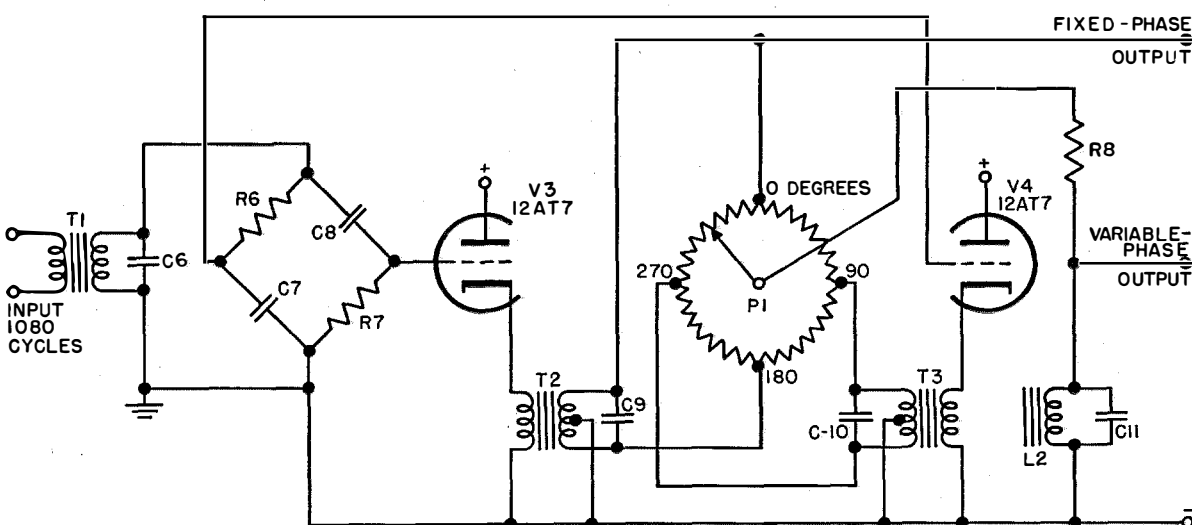 FIXED-PHASE
OUTPUT
R8
O DEGREES
+
V3
12AT7
+
V4
12AT7
R6
C8
T1
C6
VARIABLE-
PHASE
OUTPUT
270
90
P1
C7
R7
INPUT
1080
CYCLES
180
T2
C9
T3
C-10
C11
L2